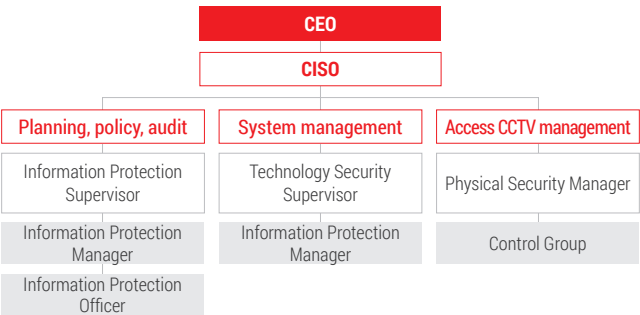 CEO
CISO
Planning, policy, audit
System management
Access CCTV management
Information Protection
Supervisor
Technology Security
Supervisor
Physical Security Manager
Information Protection
Manager
Information Protection
Manager
Control Group
Information Protection
Officer